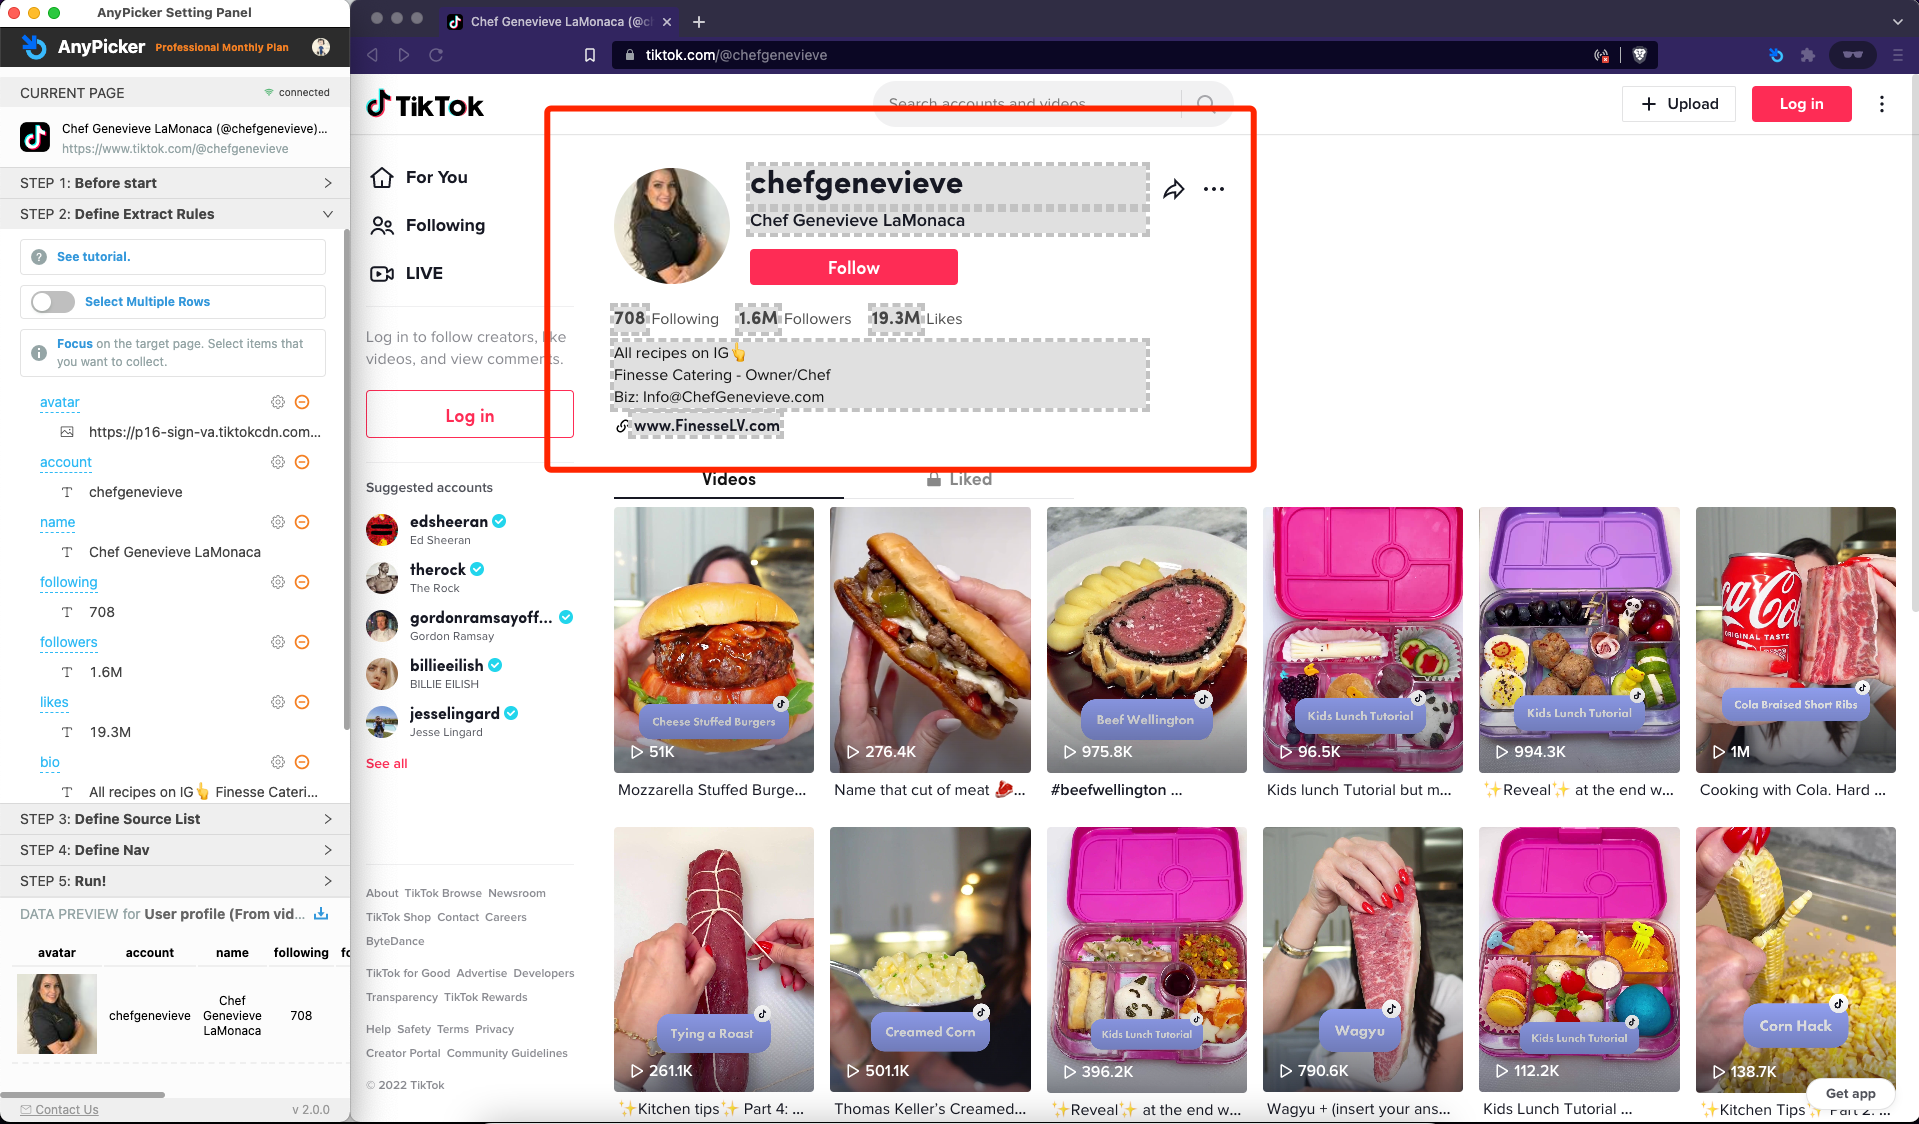 AnyPicker Setting Panel
AnyPicker Professional Monthly Plan
CURRENT PAGE connected
Chef Genevieve LaMonaca (@chefgenevieve)...
https://www.tiktok.com/@chefgenevieve
STEP 1: Before start
STEP 2: Define Extract Rules
See tutorial.
Select Multiple Rows
Focus on the target page. Select items that
you want to collect.
avatar
https://p16-sign-va.tiktokcdn.com...
account
chefgenevieve
name
Chef Genevieve LaMonaca
following
708
followers
1.6M
likes
19.3M
bio
All recipes on IG👆 Finesse Cateri...
STEP 3: Define Source List
STEP 4: Define Nav
STEP 5: Run!
DATA PREVIEW for User profile (From vid...
avatar account name following fo
chefgenevieve
Chef
Genevieve
LaMonaca
708
Contact Us v 2.0.0
Chef Genevieve LaMonaca (@ch
tiktok.com/@chefgenevieve
TikTok
Search accounts and videos
Upload
Log in
For You
Following
LIVE
Log in to follow creators, like
videos, and view comments.
Log in
Suggested accounts
edsheeran
Ed Sheeran
therock
The Rock
gordonramsayoff...
Gordon Ramsay
billieeilish
BILLIE EILISH
jesselingard
Jesse Lingard
See all
About TikTok Browse Newsroom
TikTok Shop Contact Careers
ByteDance
TikTok for Good Advertise Developers
Transparency TikTok Rewards
Help Safety Terms Privacy
Creator Portal Community Guidelines
© 2022 TikTok
chefgenevieve
Chef Genevieve LaMonaca
Follow
708 Following 1.6M Followers 19.3M Likes
All recipes on IG👆
Finesse Catering - Owner/Chef
Biz: Info@ChefGenevieve.com
www.FinesseLV.com
Videos Liked
Cheese Stuffed Burgers
51K
Mozzarella Stuffed Burge...
276.4K
Name that cut of meat 🥩...
Beef Wellington
975.8K
#beefwellington ...
Kids Lunch Tutorial
96.5K
Kids lunch Tutorial but m...
Kids Lunch Tutorial
994.3K
✨Reveal✨ at the end w...
Coca-Cola
ORIGINAL TASTE
Cola Braised Short Ribs
1M
Cooking with Cola. Hard ...
Tying a Roast
261.1K
✨Kitchen tips✨ Part 4: ...
Creamed Corn
501.1K
Thomas Keller's Creamed...
Kids Lunch Tutorial
396.2K
✨Reveal✨ at the end w...
Wagyu
790.6K
Wagyu + (insert your ans...
Kids Lunch Tutorial
112.2K
Kids Lunch Tutorial ...
Corn Hack
138.7K
✨Kitchen Tips✨ Part 2: ...
Get app